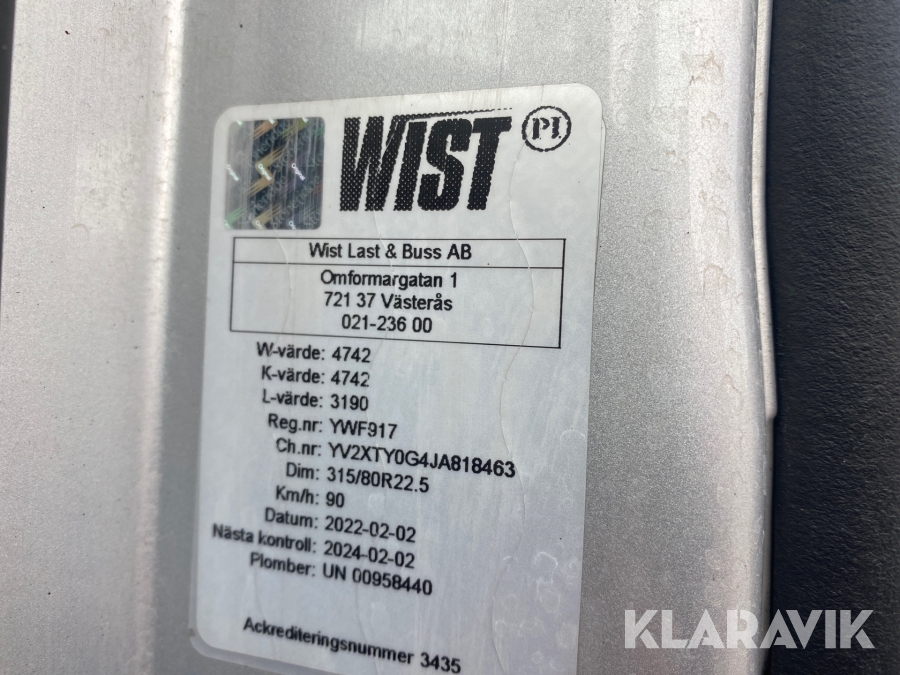 WIST
PI
Wist Last & Buss AB
Omformargatan 1
721 37 Västerås
021-236 00
W-värde: 4742
K-värde: 4742
L-värde: 3190
Reg.nr: YWF917
Ch.nr: YV2XTY0G4JA818463
Dim: 315/80R22.5
Km/h: 90
Datum: 2022-02-02
Nästa kontroll: 2024-02-02
Plomber: UN 00958440
Ackrediteringsnummer 3435
KLARAVIK